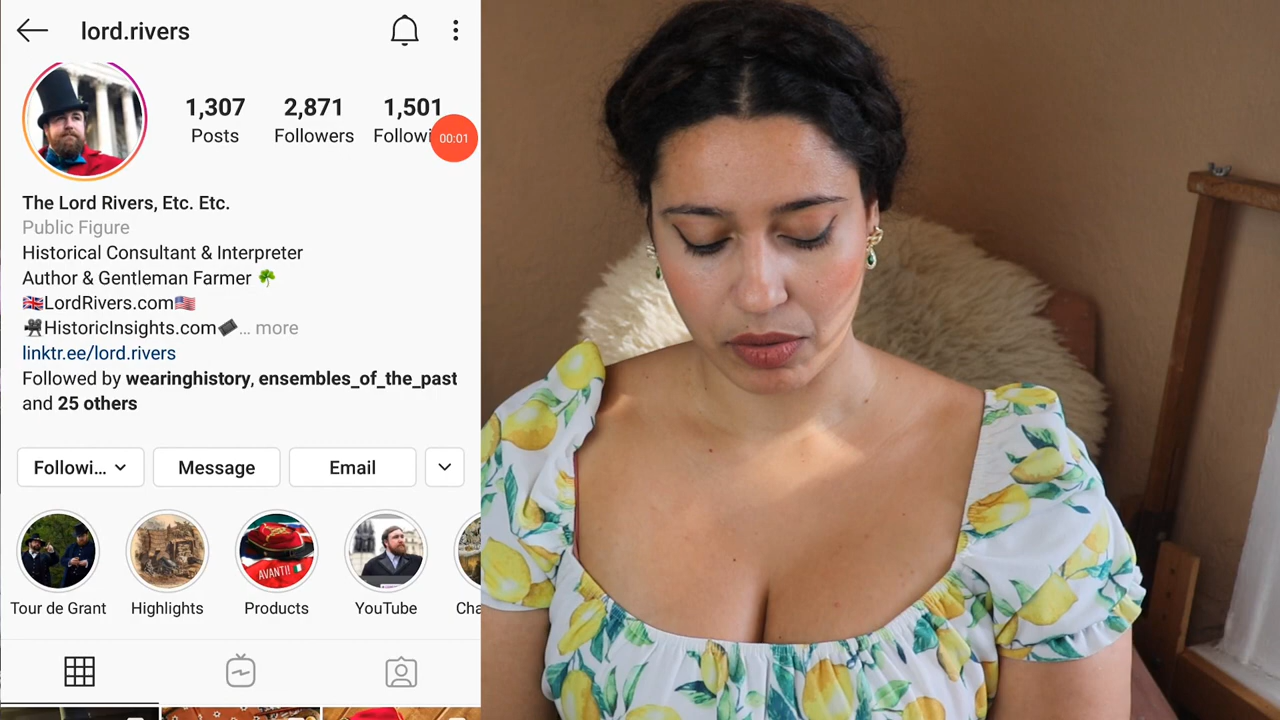 lord.rivers
1,307
2,871
1,501
Posts
Followers
00:01
The Lord Rivers, Etc. Etc.
Public Figure
Historical Consultant & Interpreter
Author & Gentleman Farmer ☘️
🇬🇧LordRivers.com🇺🇸
🎥HistoricInsights.com🎞️... more
linktr.ee/lord.rivers
Followed by wearinghistory, ensembles_of_the_past
and 25 others
Followi...
Message
Email
AVANTI!
Tour de Grant
Highlights
Products
YouTube